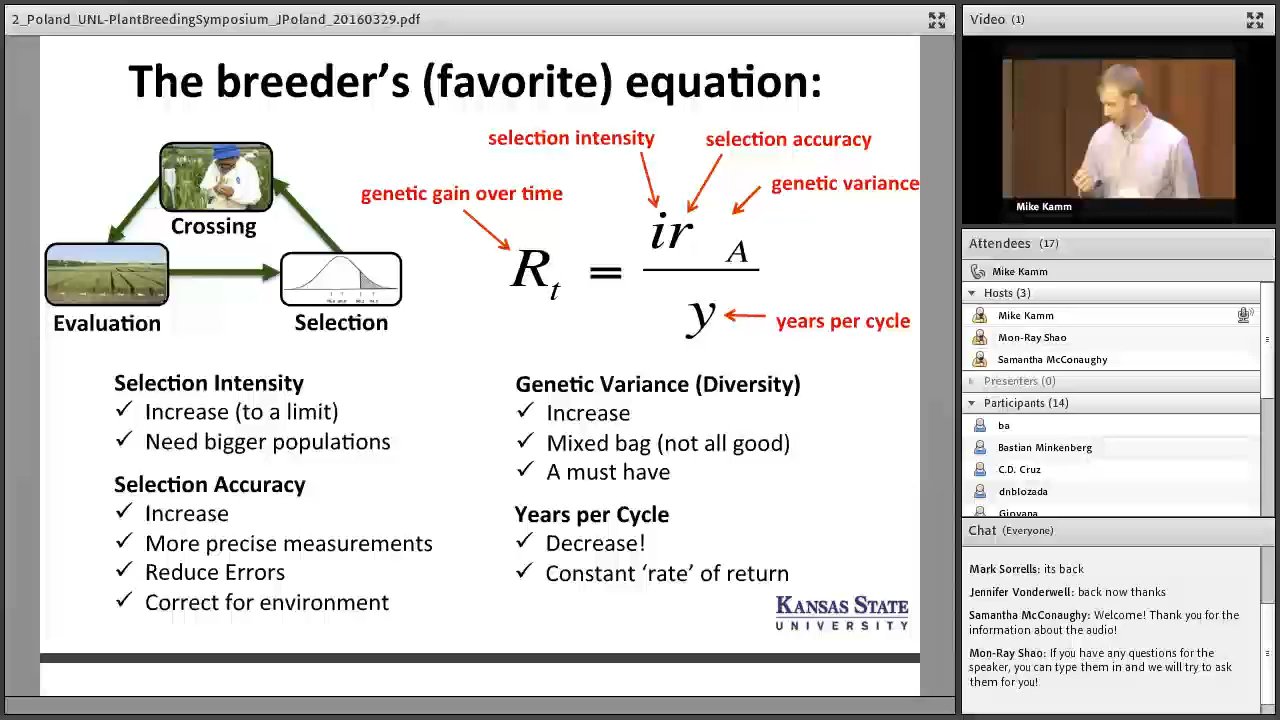 2_Poland_UNL-PlantBreedingSymposium_JPoland_20160329.pdf
The breeder's (favorite) equation:
selection intensity
selection accuracy
genetic gain over time
genetic variance
Crossing
Evaluation
Selection
R t = i r A
y
years per cycle
Selection Intensity
✓ Increase (to a limit)
✓ Need bigger populations
Selection Accuracy
✓ Increase
✓ More precise measurements
✓ Reduce Errors
✓ Correct for environment
Genetic Variance (Diversity)
✓ Increase
✓ Mixed bag (not all good)
✓ A must have
Years per Cycle
✓ Decrease!
✓ Constant 'rate' of return
KANSAS STATE
UNIVERSITY
Video (1)
Mike Kamm
Attendees (17)
Mike Kamm
Hosts (3)
Mike Kamm
Mon-Ray Shao
Samantha McConaughy
Presenters (0)
Participants (14)
ba
Bastian Minkenberg
C.D. Cruz
dnblozada
Giovana
Chat (Everyone)
Mark Sorrells: its back
Jennifer Vonderwell: back now thanks
Samantha McConaughy: Welcome! Thank you for the
information about the audio!
Mon-Ray Shao: If you have any questions for the
speaker, you can type them in and we will try to ask
them for you!